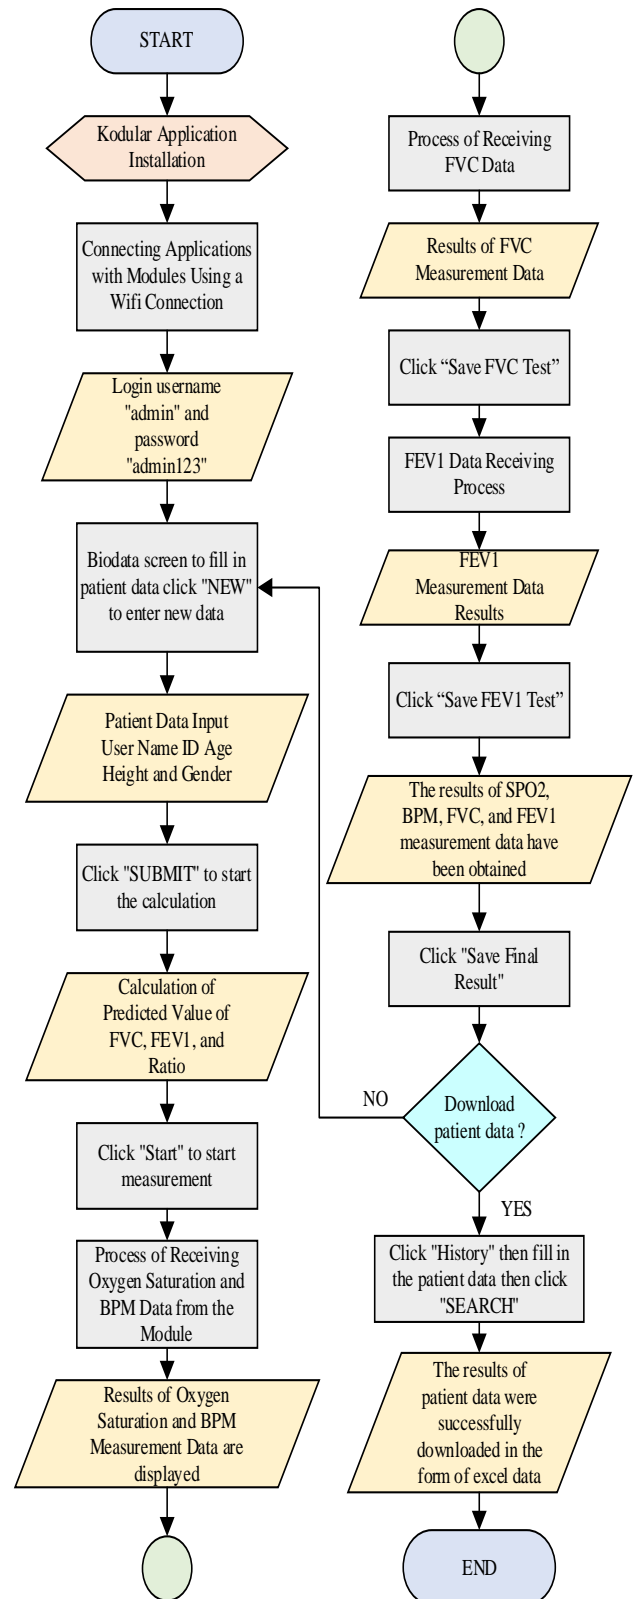 START
Kodular Application
Installation
Connecting Applications
with Modules Using a
Wifi Connection
Login username
"admin" and
password
"admin123"
Biodata screen to fill in
patient data click "NEW"
to enter new data
Patient Data Input
User Name ID Age
Height and Gender
Click "SUBMIT" to start
the calculation
Calculation of
Predicted Value of
FVC, FEV1, and
Ratio
Click "Start" to start
measurement
Process of Receiving
Oxygen Saturation and
BPM Data from the
Module
Results of Oxygen
Saturation and BPM
Measurement Data are
displayed
Process of Receiving
FVC Data
Results of FVC
Measurement Data
Click “Save FVC Test”
FEV1 Data Receiving
Process
FEV1
Measurement Data
Results
Click “Save FEV1 Test”
The results of SPO2,
BPM, FVC, and FEV1
measurement data have
been obtained
Click "Save Final
Result"
Download
patient data ?
NO
YES
Click "History" then fill in
the patient data then click
"SEARCH"
The results of
patient data were
successfully
downloaded in the
form of excel data
END